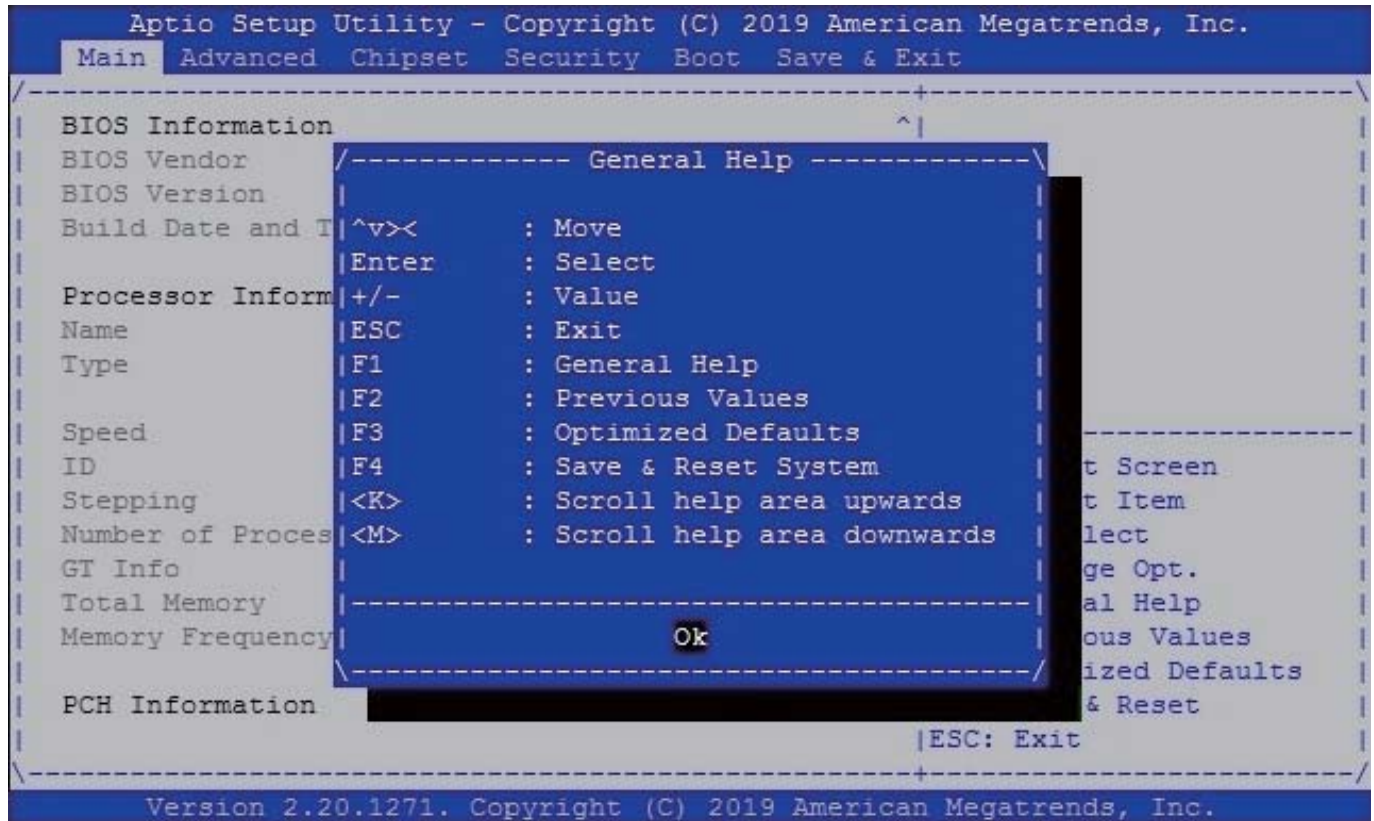 Aptio Setup Utility - Copyright (C) 2019 American Megatrends, Inc.
Main Advanced Chipset Security Boot Save & Exit
BIOS Information
BIOS Vendor
BIOS Version
Build Date and T
Processor Inform
Name
Type
Speed
ID
Stepping
Number of Proces
GT Info
Total Memory
Memory Frequency
PCH Information
General Help
^v>< : Move
Enter : Select
+/- : Value
ESC : Exit
F1 : General Help
F2 : Previous Values
F3 : Optimized Defaults
F4 : Save & Reset System
<K> : Scroll help area upwards
<M> : Scroll help area downwards
Ok
t Screen
t Item
lect
ge Opt.
al Help
ous Values
ized Defaults
& Reset
ESC: Exit
Version 2.20.1271. Copyright (C) 2019 American Megatrends, Inc.